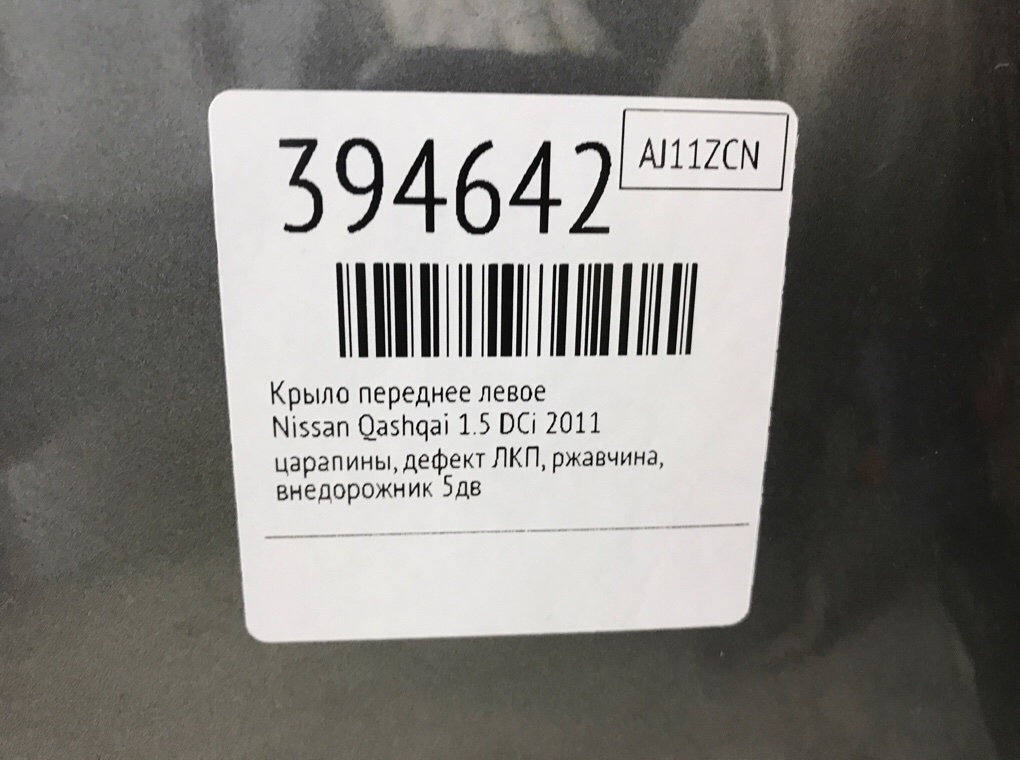 394642
AJ11ZCN
Крыло переднее левое
Nissan Qashqai 1.5 DCi 2011
царапины, дефект ЛКП, ржавчина,
внедорожник 5дв